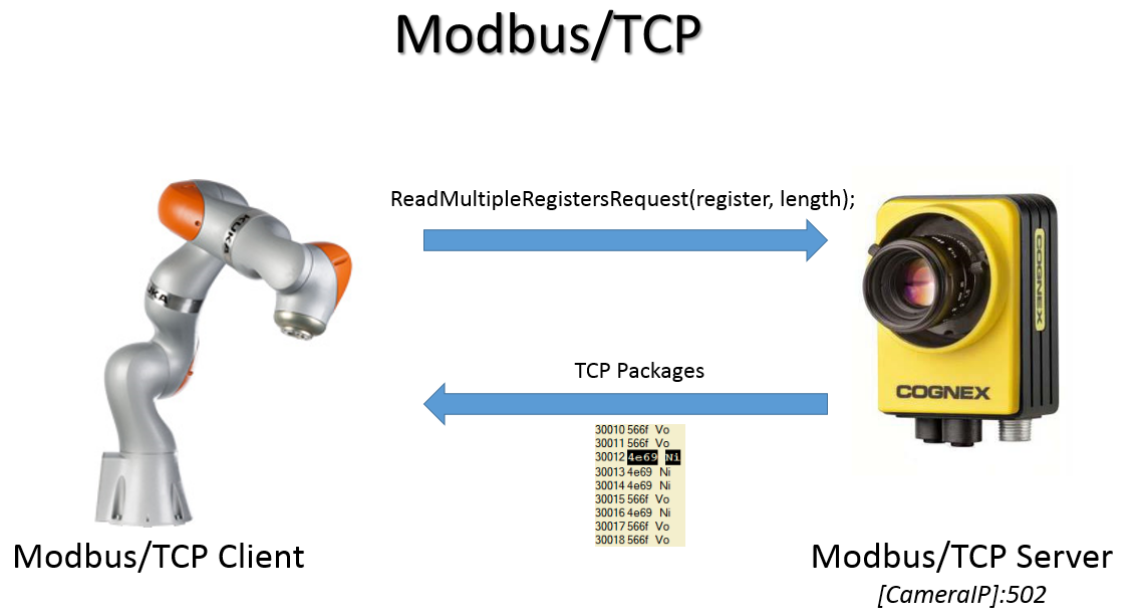 Modbus/TCP
ReadMultipleRegistersRequest(register, length);
KUKA
KUKA
COGNEX
COGNEX
TCP Packages
30010 566f Vo
30011 566f Vo
30012 4e69 Ni
30013 4e69 Ni
30014 4e69 Ni
30015 566f Vo
30016 4e69 Ni
30017 566f Vo
30018 566f Vo
Modbus/TCP Client
Modbus/TCP Server
[CameraIP]:502